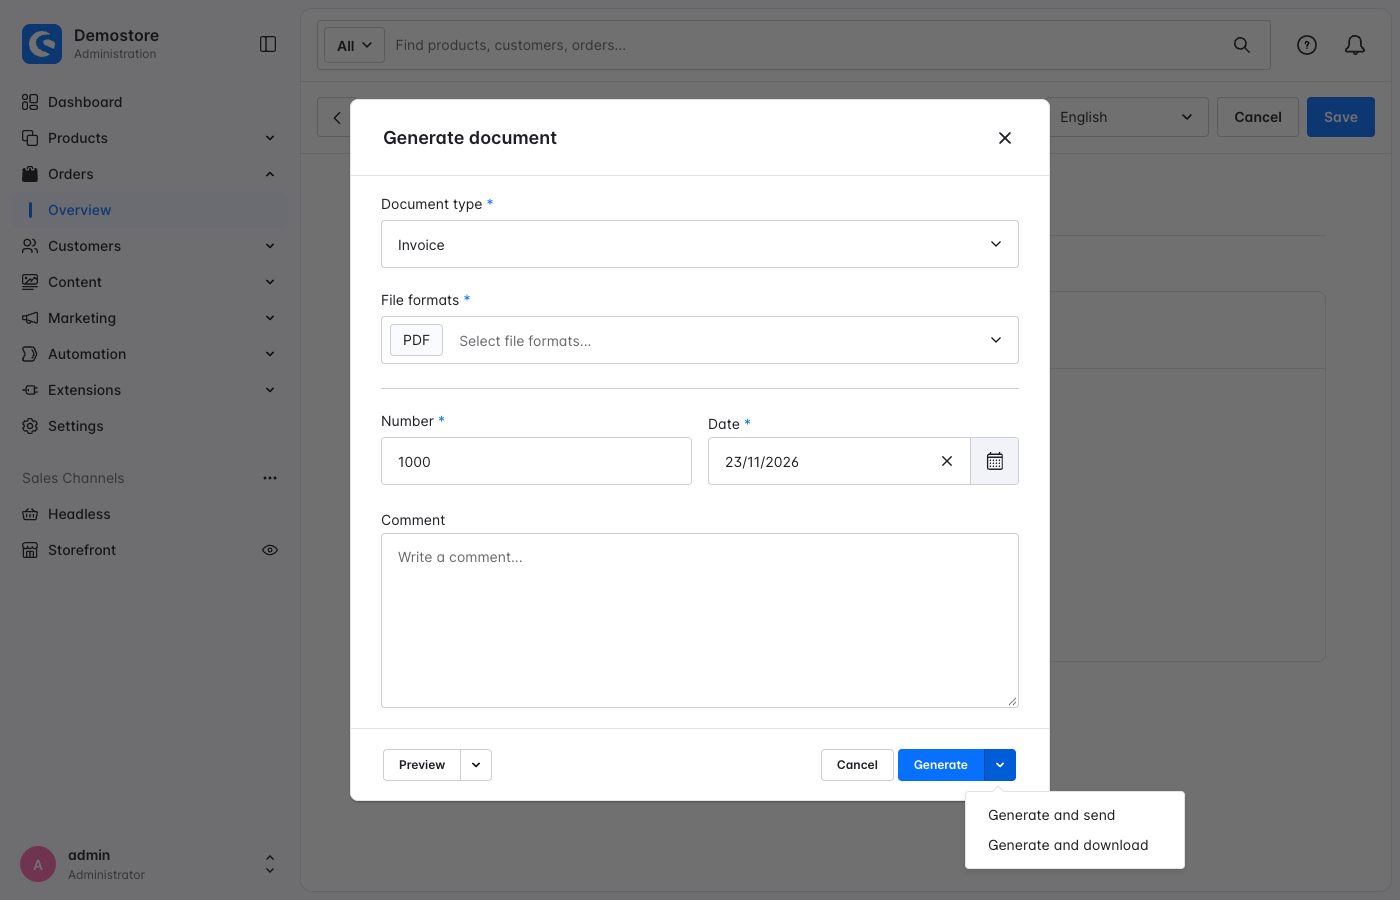 Demostore
Administration
All
Find products, customers, orders...
Dashboard
Products
Orders
Overview
Customers
Content
Marketing
Automation
Extensions
Settings
Sales Channels
Headless
Storefront
A
admin
Administrator
English
Cancel
Save
Generate document
Document type *
Invoice
File formats *
PDF
Select file formats...
Number *
1000
Date *
23/11/2026
Comment
Write a comment...
Preview
Cancel
Generate
Generate and send
Generate and download